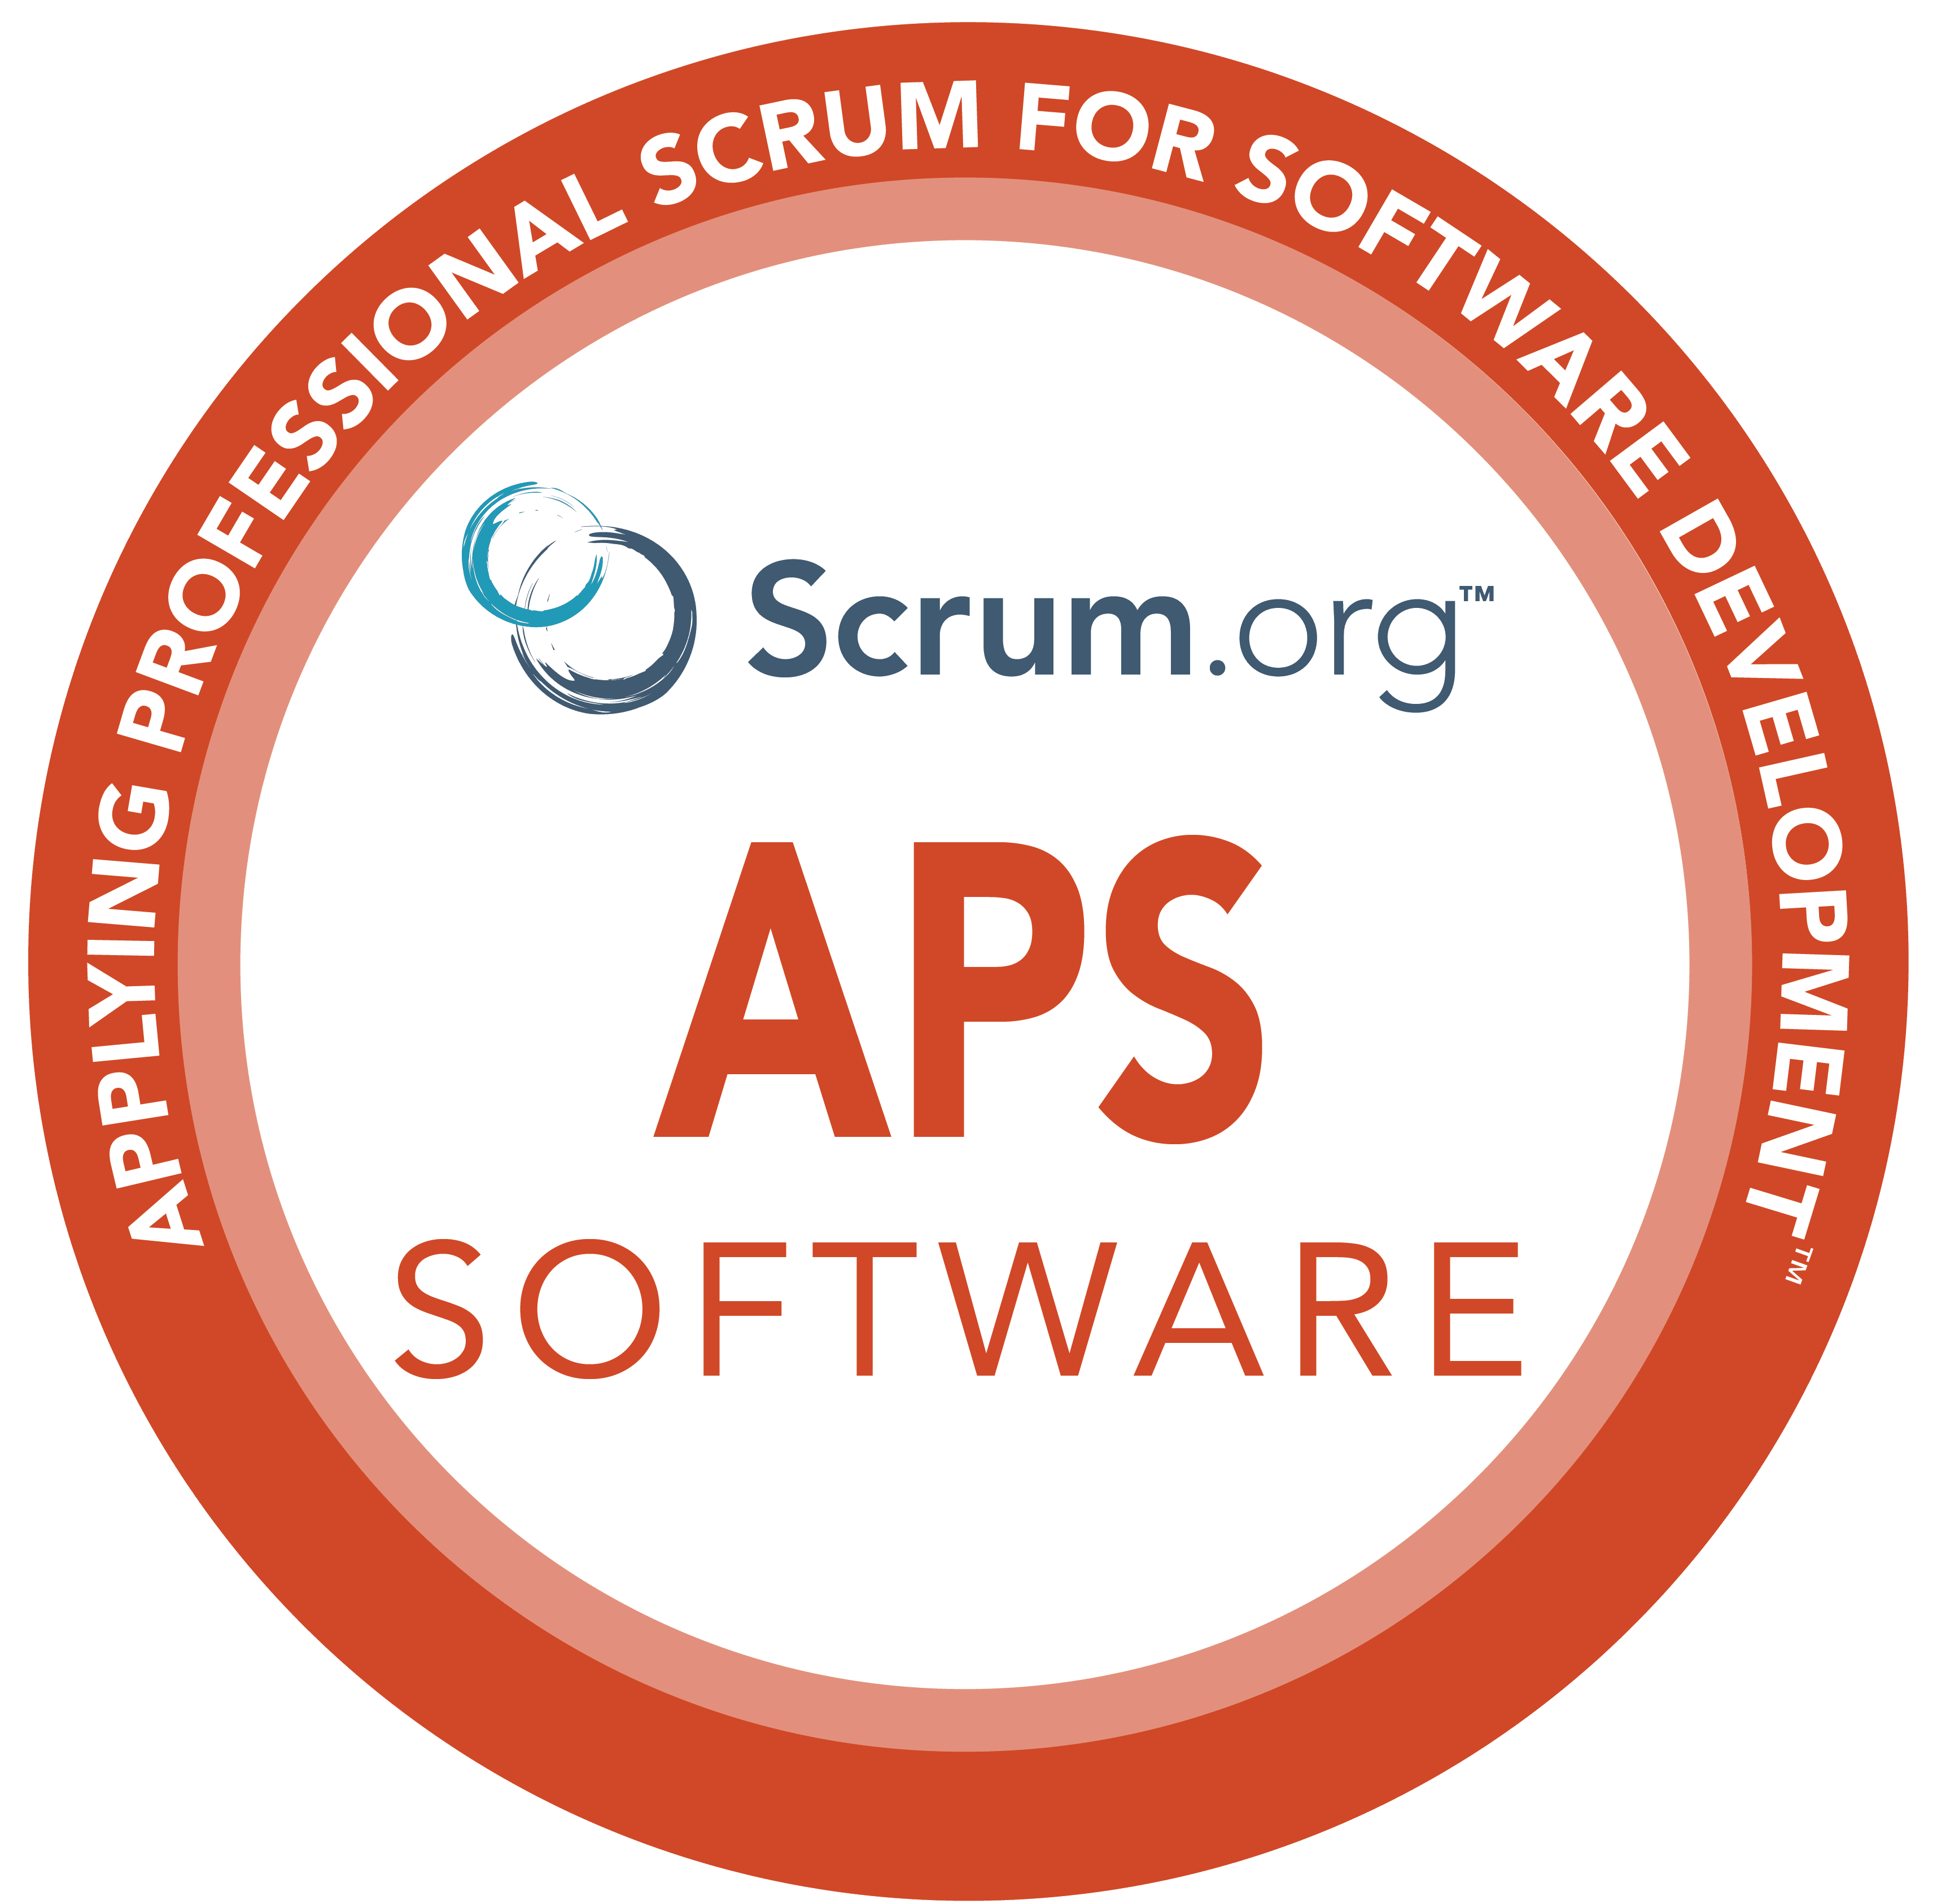 APPLYING PROFESSIONAL SCRUM FOR SOFTWARE DEVELOPMENT™
Scrum.org™
APS
SOFTWARE